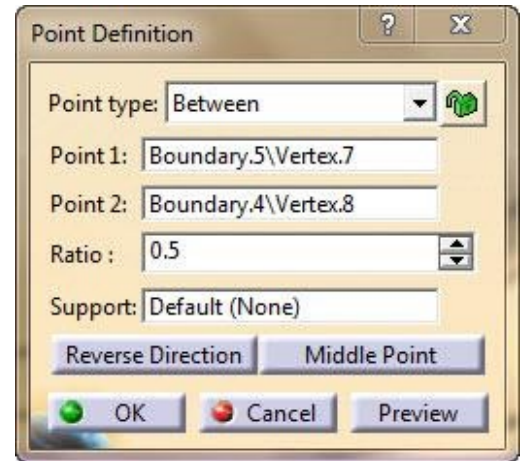 Point Definition
?
X
Point type: Between
Point 1: Boundary.5\Vertex.7
Point 2: Boundary.4\Vertex.8
Ratio : 0.5
Support: Default (None)
Reverse Direction Middle Point
OK Cancel Preview